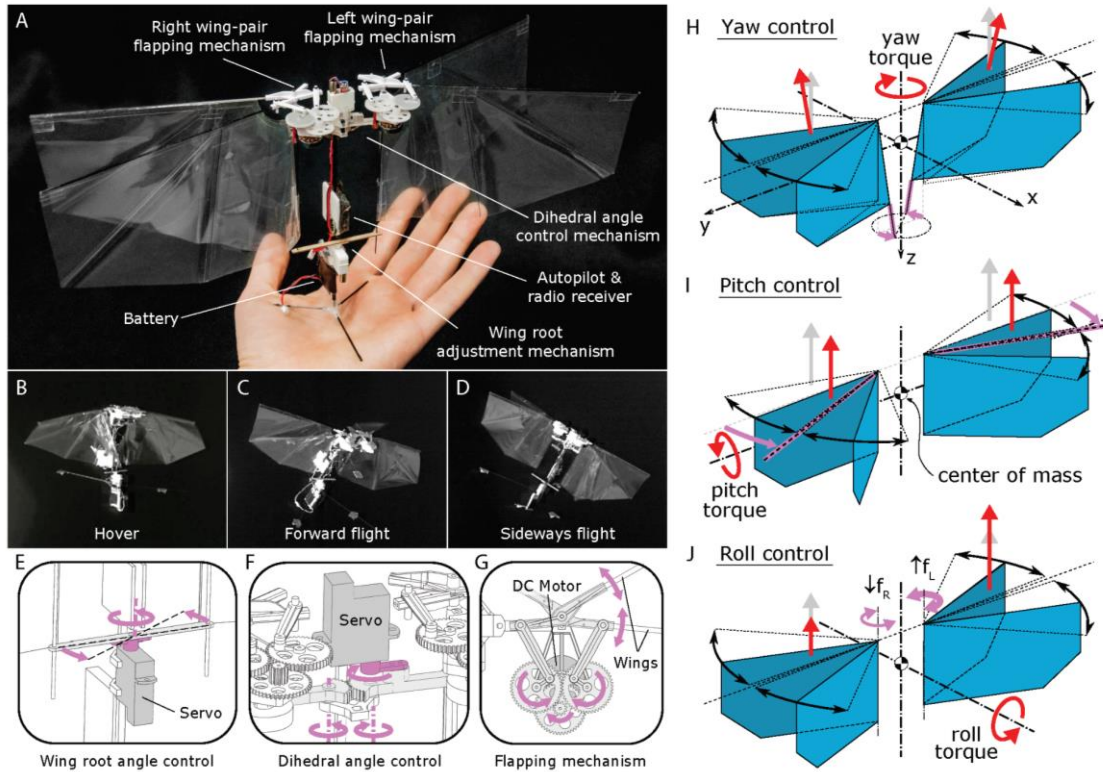 A
Right wing-pair
flapping mechanism
Left wing-pair
flapping mechanism
Dihedral angle
control mechanism
Autopilot &
radio receiver
Wing root
adjustment mechanism
Battery
B
Hover
C
Forward flight
D
Sideways flight
E
Servo
Wing root angle control
F
Servo
Dihedral angle control
G
DC Motor
Wings
Flapping mechanism
H
Yaw control
yaw
torque
x
y
z
I
Pitch control
pitch
torque
center of mass
J
Roll control
↓fR
↑fL
roll
torque